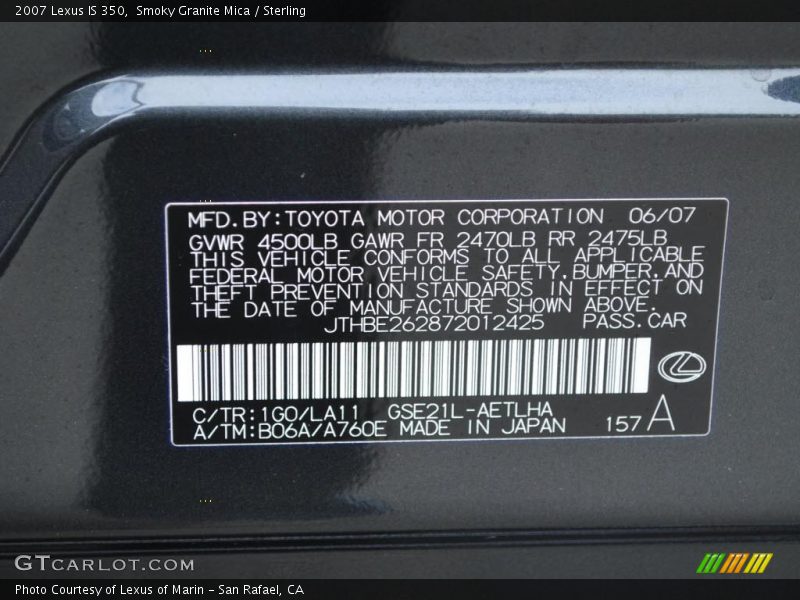 2007 Lexus IS 350,  Smoky Granite Mica / Sterling
MFD. BY: TOYOTA MOTOR CORPORATION 06/07
GVWR 4500LB GAWR FR 2470LB RR 2475LB
THIS VEHICLE CONFORMS TO ALL APPLICABLE
FEDERAL MOTOR VEHICLE SAFETY, BUMPER, AND
THEFT PREVENTION STANDARDS IN EFFECT ON
THE DATE OF MANUFACTURE SHOWN ABOVE.
JTHBE262872012425 PASS. CAR
C/TR: 1G0/LA11 GSE21L-AETLHA
A/TM: B06A/A760E MADE IN JAPAN 157 A
GTCARLOT.COM
Photo Courtesy of Lexus of Marin - San Rafael, CA